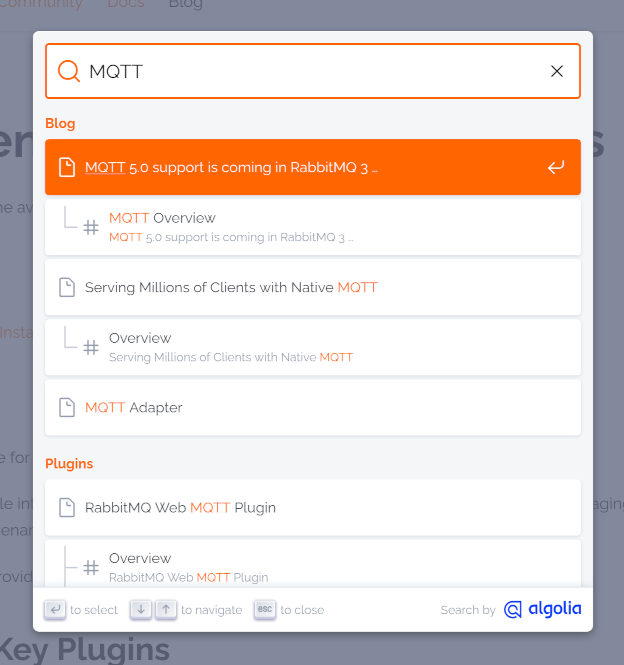 Community Docs Blog
MQTT
Blog
MQTT 5.0 support is coming in RabbitMQ 3 …
# MQTT Overview
MQTT 5.0 support is coming in RabbitMQ 3 …
Serving Millions of Clients with Native MQTT
# Overview
Serving Millions of Clients with Native MQTT
MQTT Adapter
Plugins
RabbitMQ Web MQTT Plugin
# Overview
RabbitMQ Web MQTT Plugin
to select to navigate esc to close Search by algolia
Key Plugins